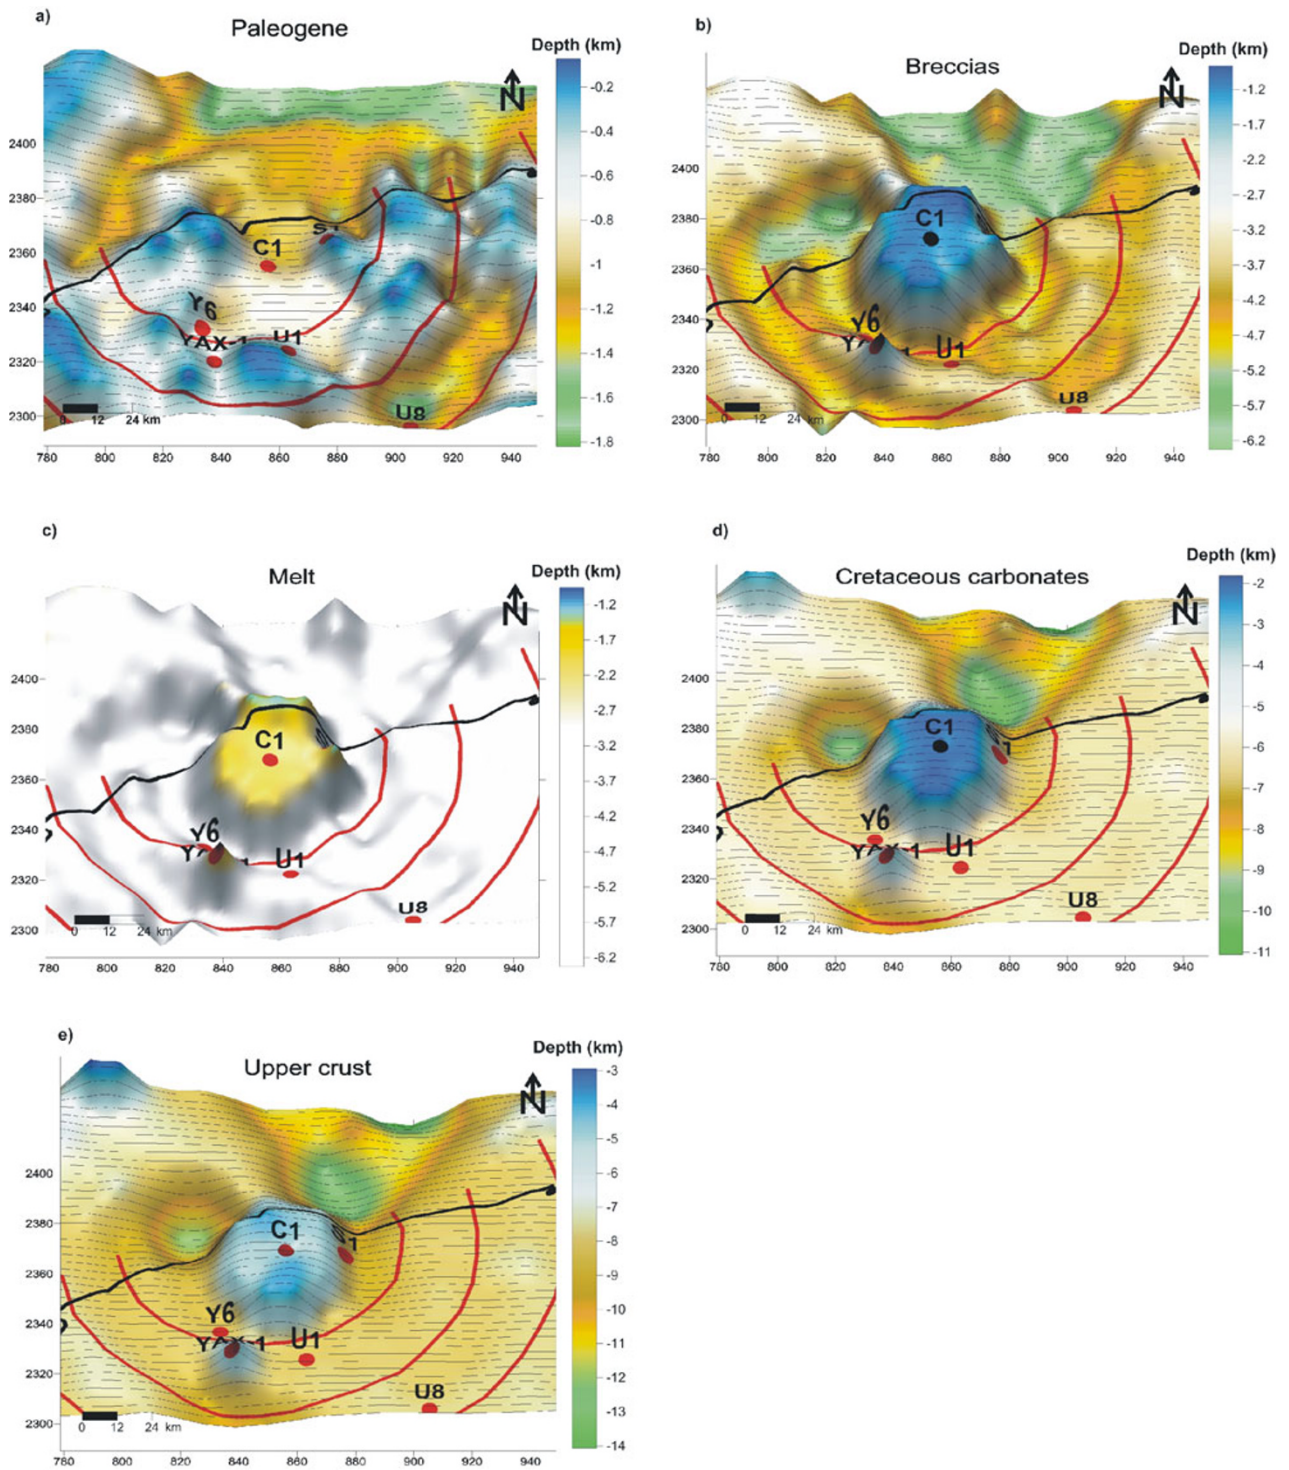 a)
Paleogene
Depth (km)
N
-0.2
-0.4
-0.6
-0.8
-1
-1.2
-1.4
-1.6
-1.8
2400
2380
2360
2340
2320
2300
C1
Y6
YAX-1
U1
U8
0 12 24 km
780 800 820 840 860 880 900 920 940
b)
Breccias
Depth (km)
N
-1.2
-1.7
-2.2
-2.7
-3.2
-3.7
-4.2
-4.7
-5.2
-5.7
-6.2
2400
2380
2360
2340
2320
2300
C1
Y6
U1
U8
0 12 24 km
780 800 820 840 860 880 900 920 940
c)
Melt
Depth (km)
N
-1.2
-1.7
-2.2
-2.7
-3.2
-3.7
-4.2
-4.7
-5.2
-5.7
-6.2
2400
2380
2360
2340
2320
2300
C1
Y6
U1
U8
0 12 24 km
780 800 820 840 860 880 900 920 940
d)
Cretaceous carbonates
Depth (km)
N
-2
-3
-4
-5
-6
-7
-8
-9
-10
-11
2400
2380
2360
2340
2320
2300
C1
Y6
YAX-1
U1
U8
0 12 24 km
780 800 820 840 860 880 900 920 940
e)
Upper crust
Depth (km)
N
-3
-4
-5
-6
-7
-8
-9
-10
-11
-12
-13
-14
2400
2380
2360
2340
2320
2300
C1
Y6
YAX-1
U1
U8
0 12 24 km
780 800 820 840 860 880 900 920 940